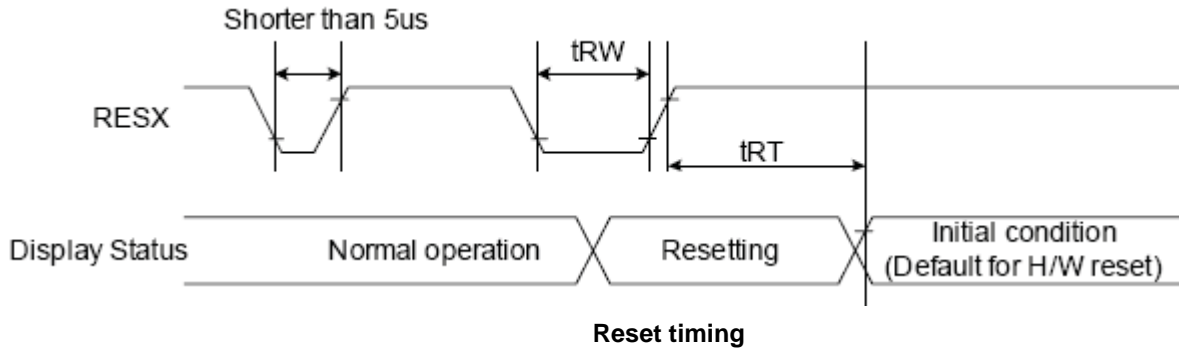 Shorter than 5us
tRW
RESX
tRT
Display Status
Normal operation
Resetting
Initial condition
(Default for H/W reset)
Reset timing